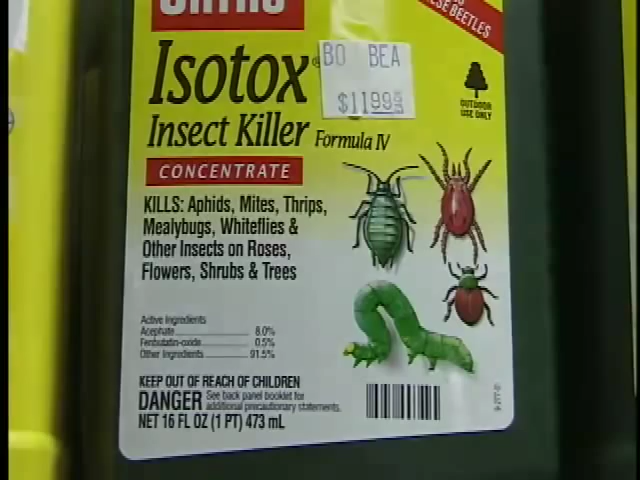 ORTHO
ESE BEETLES
Isotox®
BO BEA
$11.99
OUTDOOR
USE ONLY
Insect Killer Formula IV
CONCENTRATE
KILLS: Aphids, Mites, Thrips,
Mealybugs, Whiteflies &
Other Insects on Roses,
Flowers, Shrubs & Trees
Active Ingredients
Acephate 8.0%
Fenbutatin-oxide 0.5%
Other Ingredients 91.5%
KEEP OUT OF REACH OF CHILDREN
DANGER See back panel booklet for
additional precautionary statements.
NET 16 FL OZ (1 PT) 473 mL